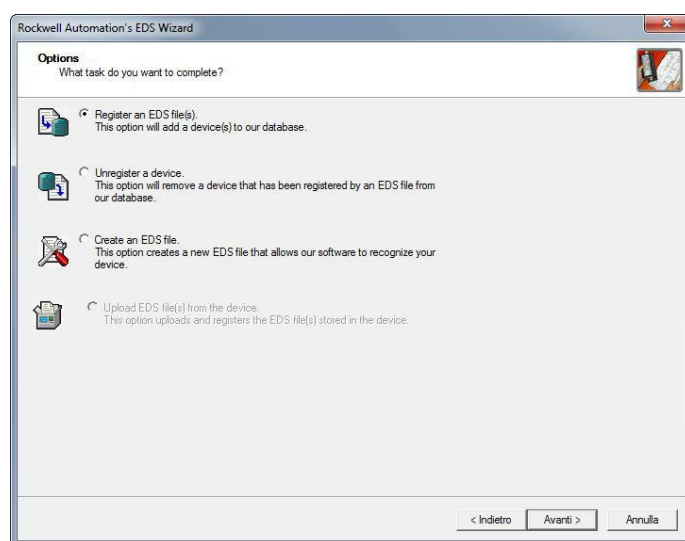 Rockwell Automation's EDS Wizard
Options
What task do you want to complete?
Register an EDS file(s).
This option will add a device(s) to our database.
Unregister a device.
This option will remove a device that has been registered by an EDS file from
our database.
Create an EDS file.
This option creates a new EDS file that allows our software to recognize your
device.
Upload EDS file(s) from the device.
This option uploads and registers the EDS file(s) stored in the device.
< Indietro
Avanti >
Annulla